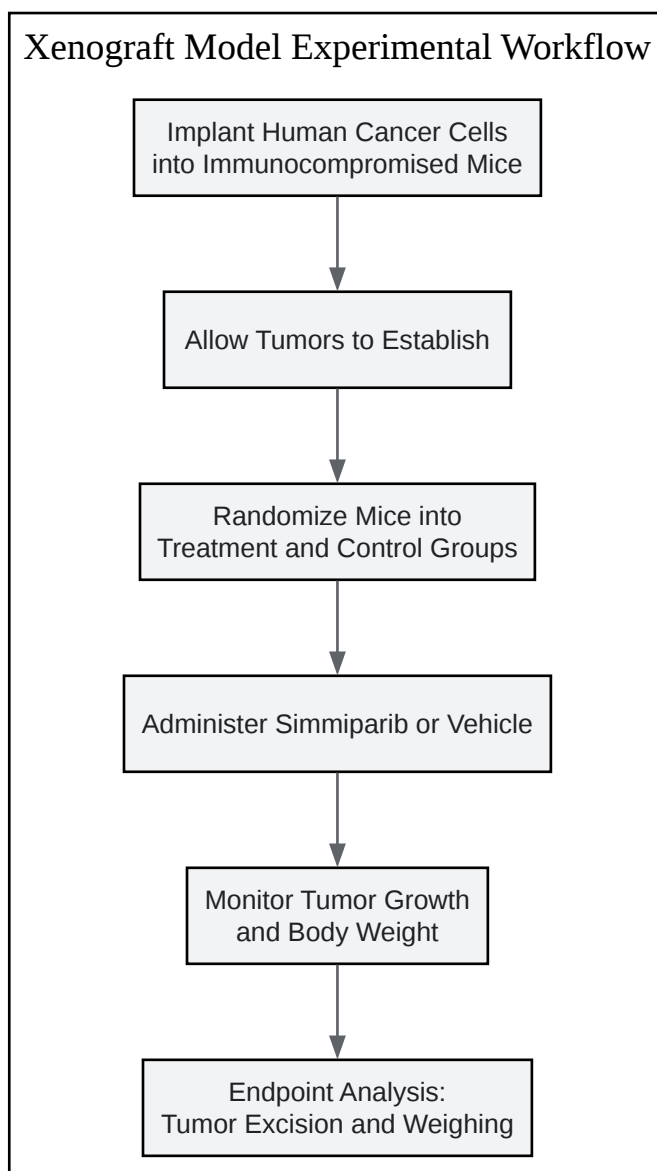 Xenograft Model Experimental Workflow
Implant Human Cancer Cells
into Immunocompromised Mice
Allow Tumors to Establish
Randomize Mice into
Treatment and Control Groups
Administer Simmiparib or Vehicle
Monitor Tumor Growth
and Body Weight
Endpoint Analysis:
Tumor Excision and Weighing